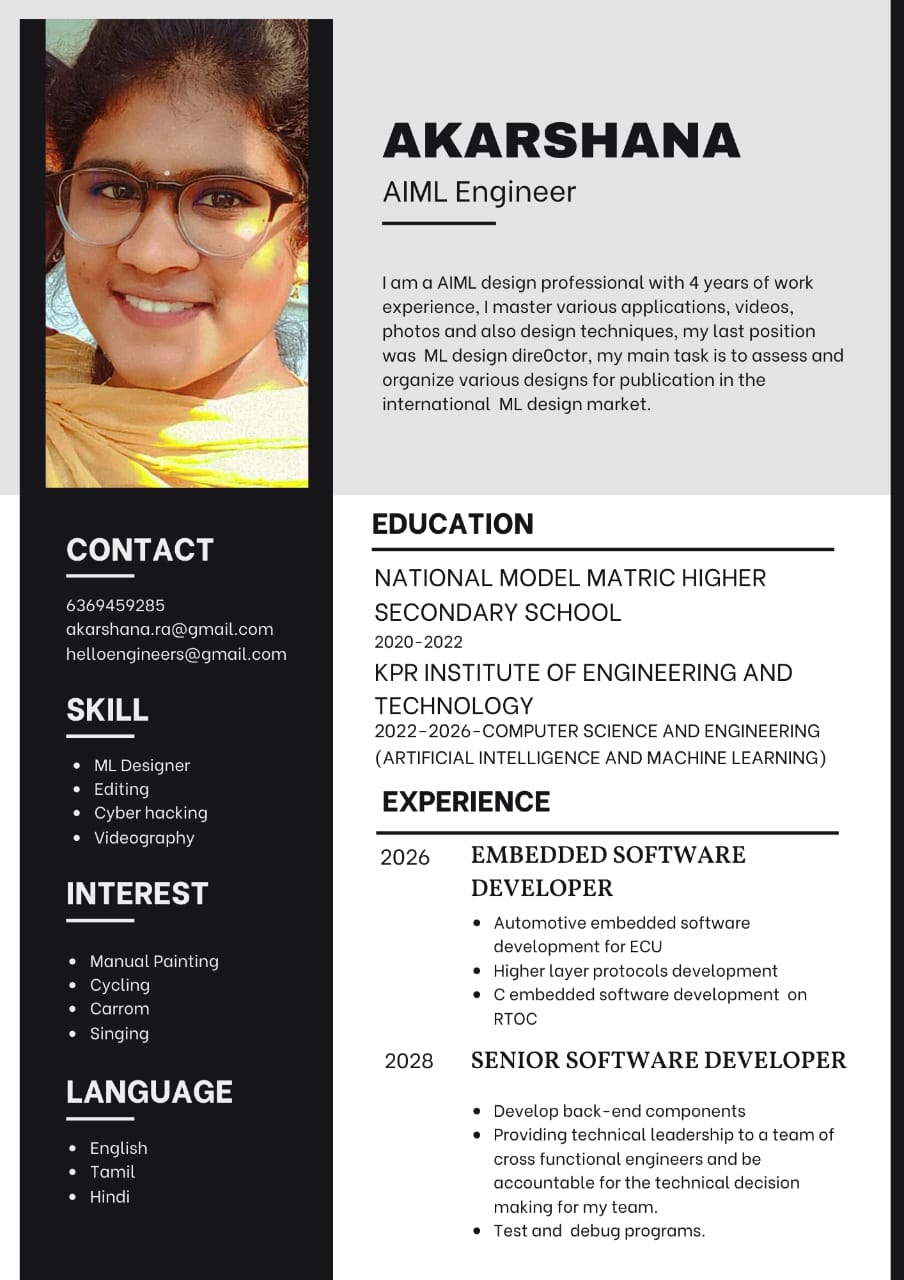 AKARSHANA
AIML Engineer
I am a AIML design professional with 4 years of work
experience, I master various applications, videos,
photos and also design techniques, my last position
was ML design dire0ctor, my main task is to assess and
organize various designs for publication in the
international ML design market.
CONTACT
6369459285
akarshana.ra@gmail.com
helloengineers@gmail.com
SKILL
• ML Designer
• Editing
• Cyber hacking
• Videography
INTEREST
• Manual Painting
• Cycling
• Carrom
• Singing
LANGUAGE
• English
• Tamil
• Hindi
EDUCATION
NATIONAL MODEL MATRIC HIGHER
SECONDARY SCHOOL
2020-2022
KPR INSTITUTE OF ENGINEERING AND
TECHNOLOGY
2022-2026-COMPUTER SCIENCE AND ENGINEERING
(ARTIFICIAL INTELLIGENCE AND MACHINE LEARNING)
EXPERIENCE
2026
EMBEDDED SOFTWARE
DEVELOPER
• Automotive embedded software
development for ECU
• Higher layer protocols development
• C embedded software development on
RTOC
2028
SENIOR SOFTWARE DEVELOPER
• Develop back-end components
• Providing technical leadership to a team of
cross functional engineers and be
accountable for the technical decision
making for my team.
• Test and debug programs.